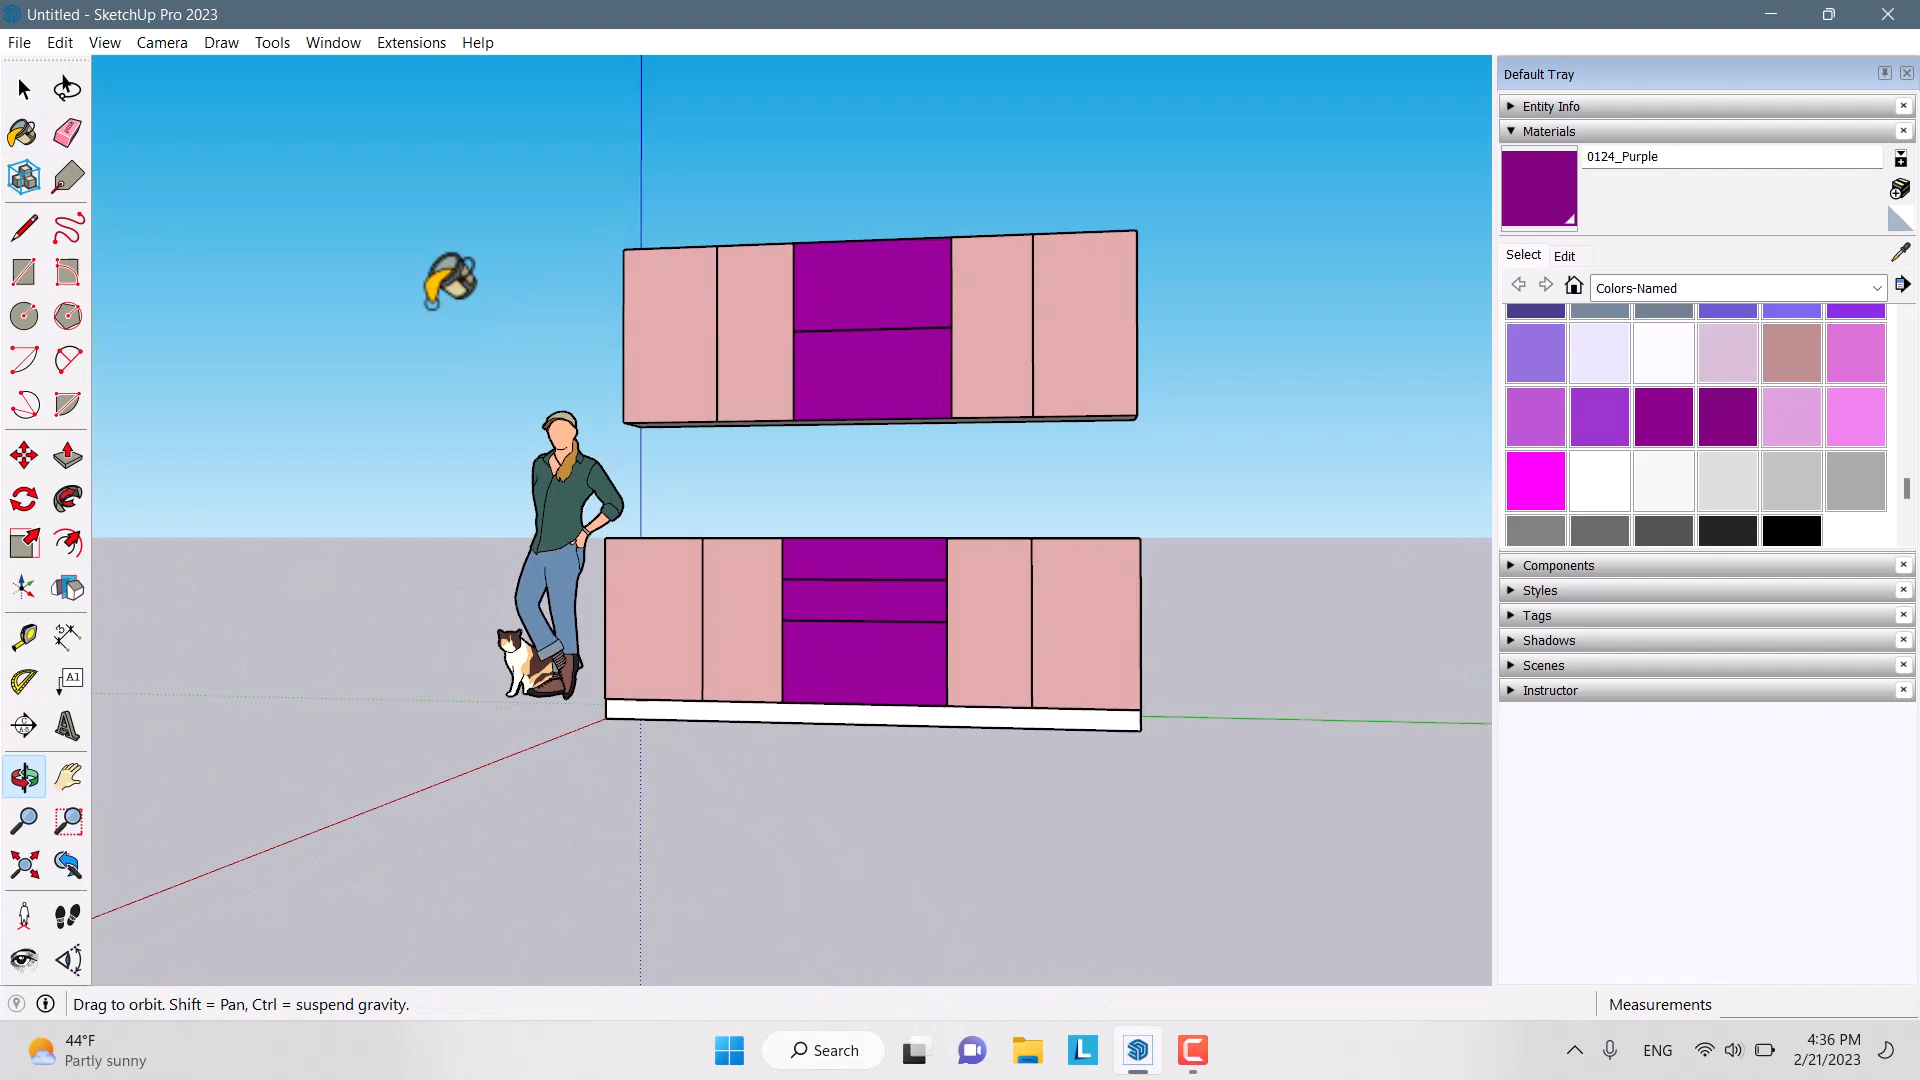 Untitled - SketchUp Pro 2023
File Edit View Camera Draw Tools Window Extensions Help
Default Tray
Entity Info
Materials
0124_Purple
Select Edit
Colors-Named
Components
Styles
Tags
Shadows
Scenes
Instructor
A1
Drag to orbit. Shift = Pan, Ctrl = suspend gravity.
Measurements
44°F
Partly sunny
Search
L
C
ENG
4:36 PM
2/21/2023